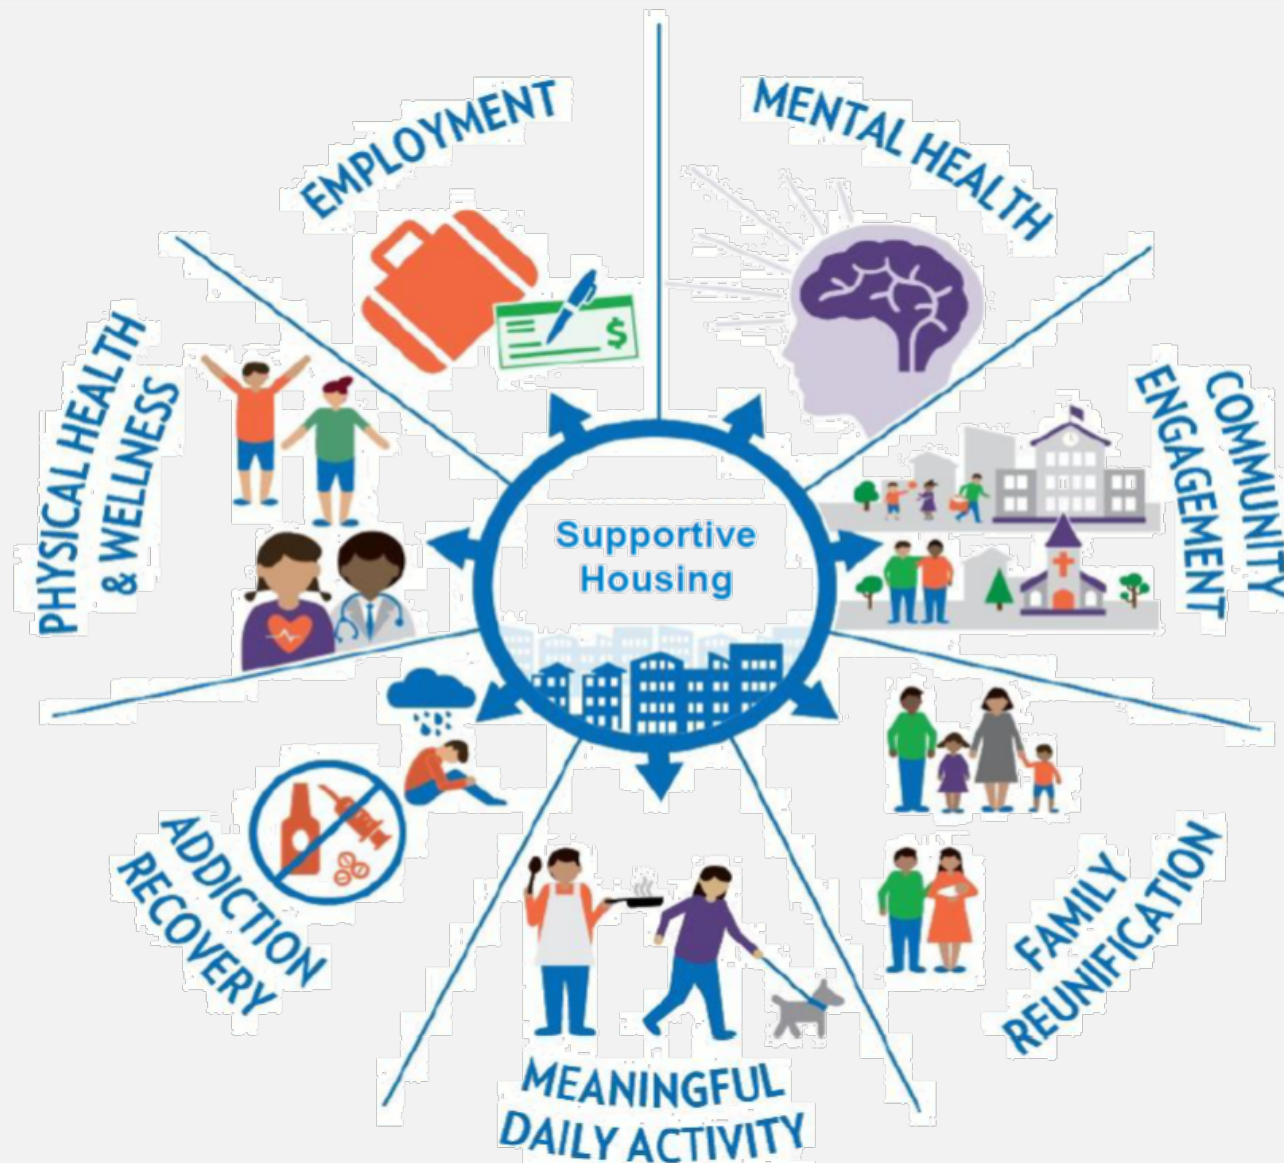 EMPLOYMENT
MENTAL HEALTH
PHYSICAL HEALTH
& WELLNESS
$
COMMUNITY
ENGAGEMENT
Supportive
Housing
ADDICTION
RECOVERY
FAMILY
REUNIFICATION
MEANINGFUL
DAILY ACTIVITY